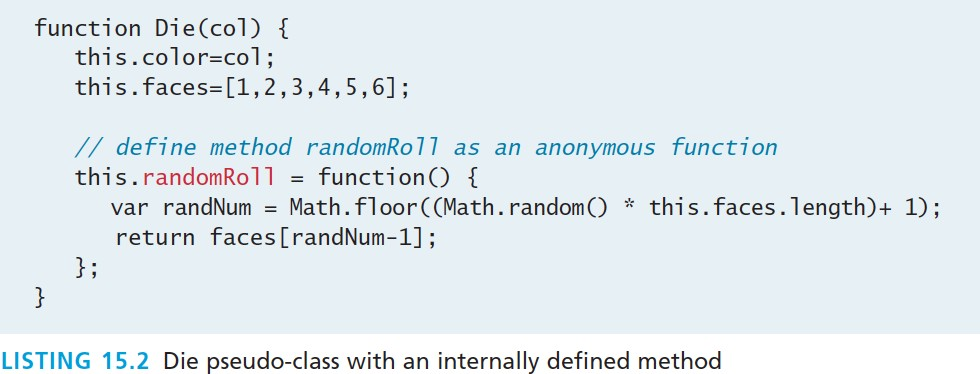 function Die(col) {
this.color=col;
this.faces=[1,2,3,4,5,6];
// define method randomRoll as an anonymous function
this.randomRoll = function() {
var randNum = Math.floor((Math.random() * this.faces.length)+ 1);
return faces[randNum-1];
};
}
LISTING 15.2 Die pseudo-class with an internally defined method